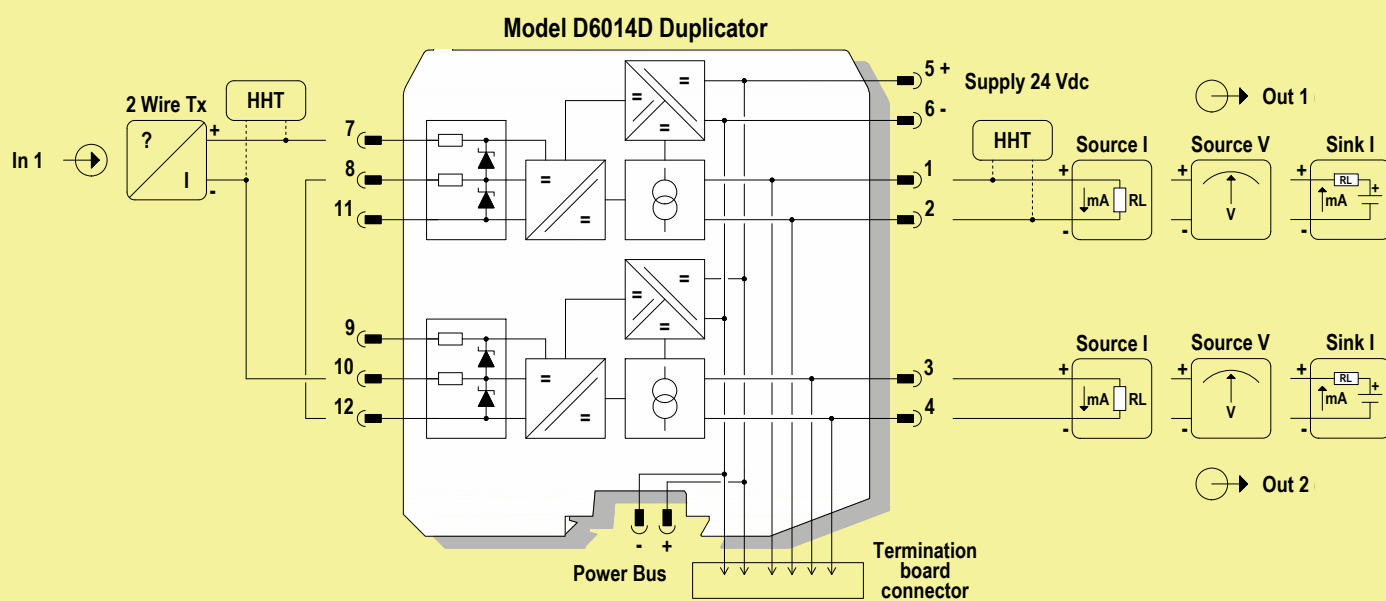 Model D6014D Duplicator
In 1
2 Wire Tx
?
I
+
-
HHT
7
8
11
9
10
12
=
=
=
=
=
=
=
=
=
=
5 +
Supply 24 Vdc
6 -
1
2
HHT
Out 1
Source I
+
mA
RL
-
Source V
+
V
-
Sink I
+
RL
mA
+
-
3
4
Source I
+
mA
RL
-
Source V
+
V
-
Sink I
+
RL
mA
+
-
Out 2
-
+
Power Bus
Termination
board
connector